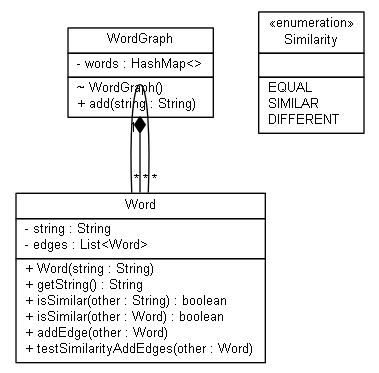 WordGraph
- words : HashMap<>
~ WordGraph()
+ add(string : String)
«enumeration»
Similarity
EQUAL
SIMILAR
DIFFERENT
1
* * *
Word
- string : String
- edges : List<Word>
+ Word(string : String)
+ getString() : String
+ isSimilar(other : String) : boolean
+ isSimilar(other : Word) : boolean
+ addEdge(other : Word)
+ testSimilarityAddEdges(other : Word)